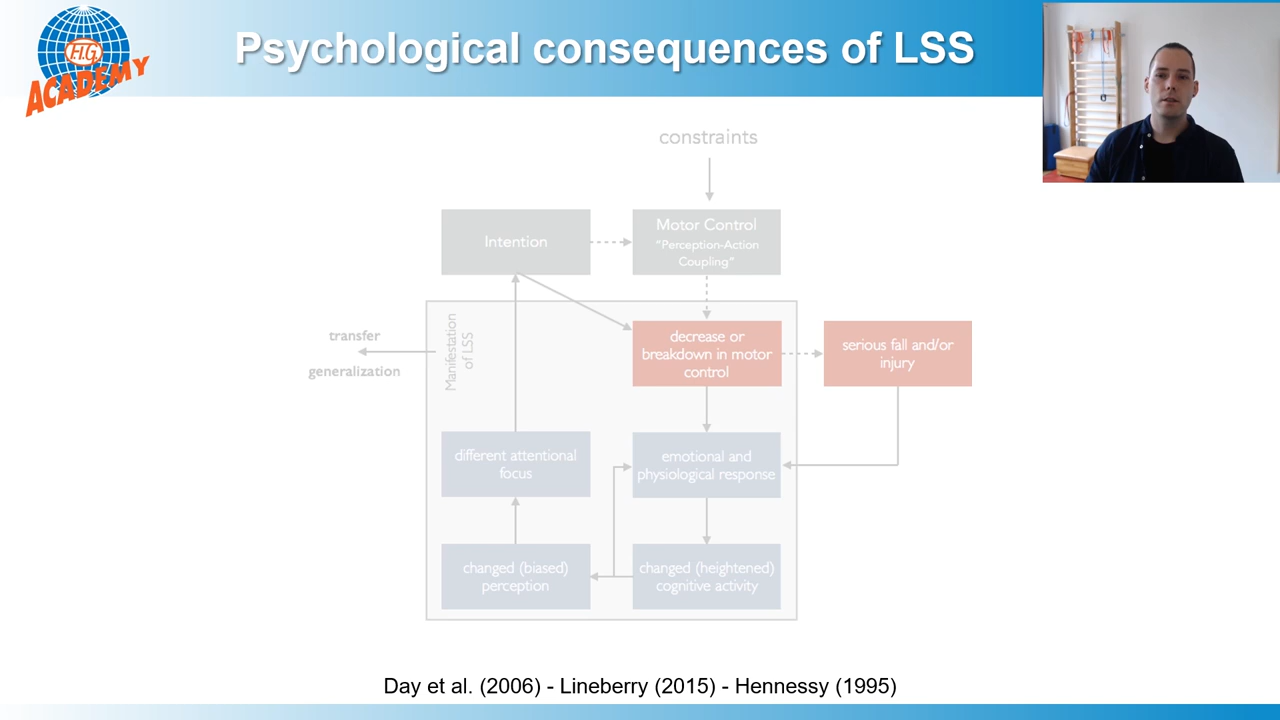 F.I.G.
ACADEMY
Psychological consequences of LSS
constraints
Intention
Motor Control
“Perception-Action
Coupling”
transfer
generalization
Manifestation
of LSS
decrease or
breakdown in motor
control
serious fall and/or
injury
different attentional
focus
emotional and
physiological response
changed (biased)
perception
changed (heightened)
cognitive activity
Day et al. (2006) - Lineberry (2015) - Hennessy (1995)